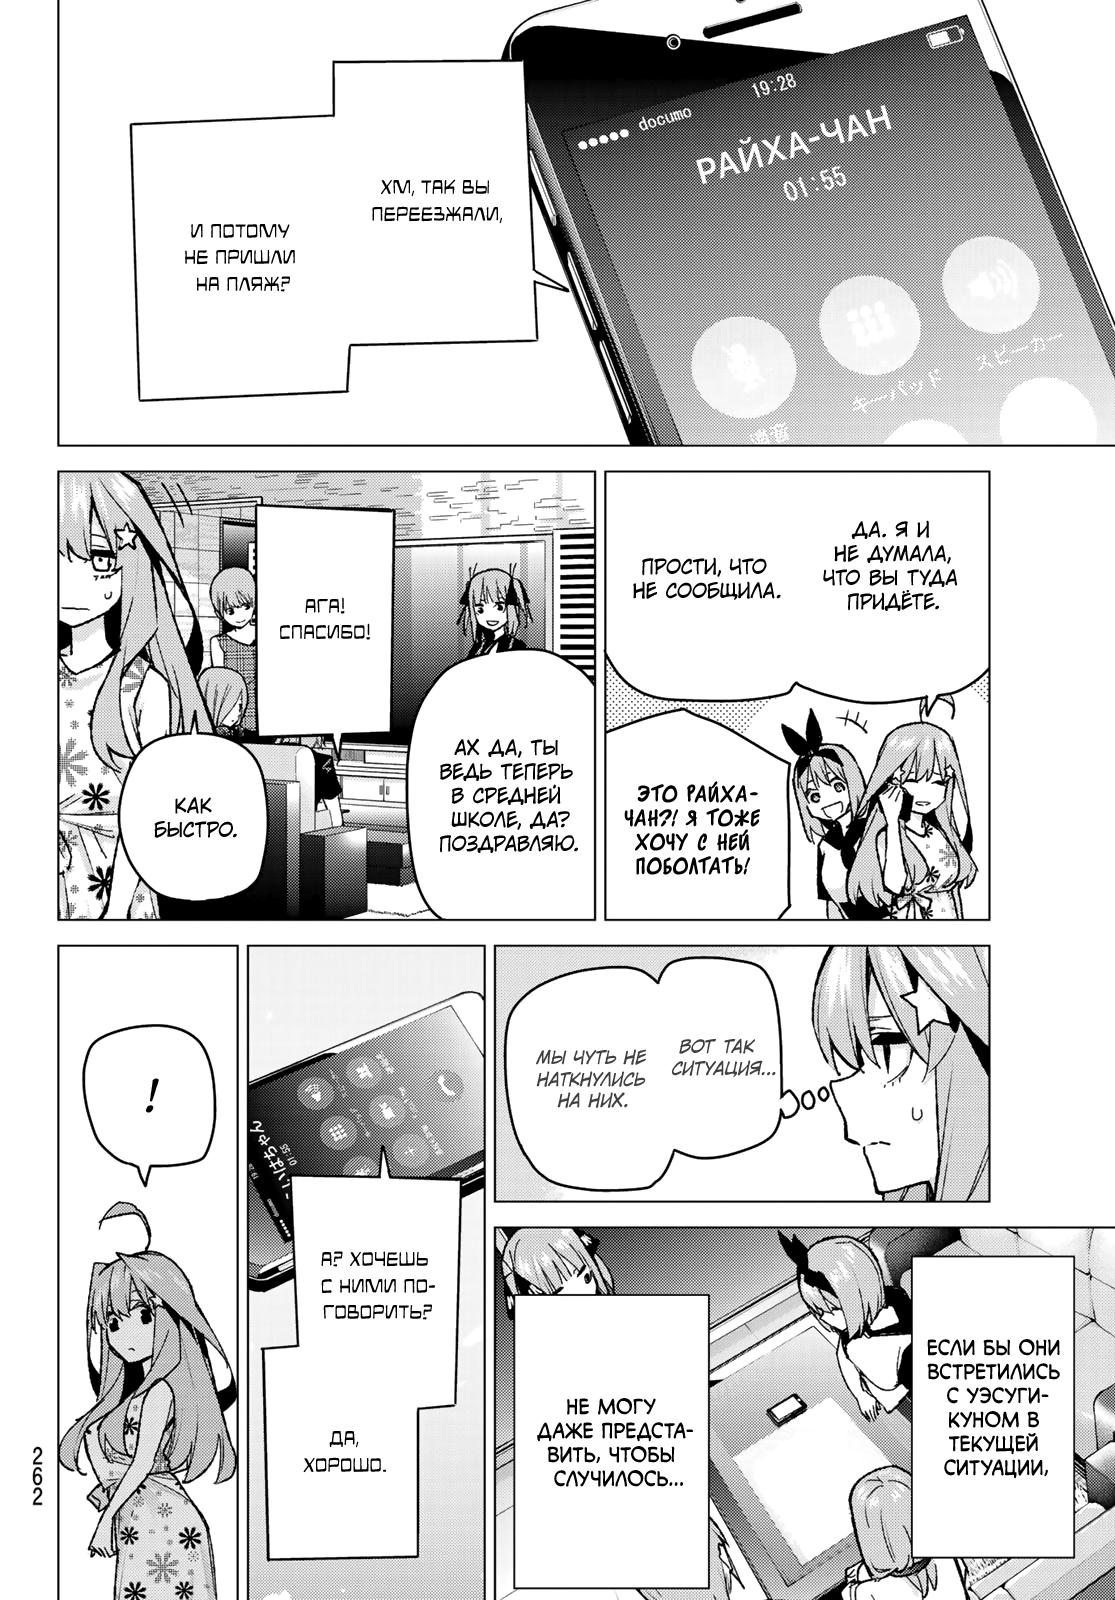 19:28
docomo
РАЙХА-ЧАН
01:55
スピーカー
キーパッド
消音
ХМ, ТАК ВЫ
ПЕРЕЕЗЖАЛИ,
И ПОТОМУ
НЕ ПРИШЛИ
НА ПЛЯЖ?
ДА. Я И
НЕ ДУМАЛА,
ЧТО ВЫ ТУДА
ПРИДЁТЕ.
ПРОСТИ, ЧТО
НЕ СООБЩИЛА.
ЭТО РАЙХА-
ЧАН?! Я ТОЖЕ
ХОЧУ С НЕЙ
ПОБОЛТАТЬ!
АГА!
СПАСИБО!
АХ ДА, ТЫ
ВЕДЬ ТЕПЕРЬ
В СРЕДНЕЙ
ШКОЛЕ, ДА?
ПОЗДРАВЛЯЮ.
КАК
БЫСТРО.
ВОТ ТАК
СИТУАЦИЯ...
МЫ ЧУТЬ НЕ
НАТКНУЛИСЬ
НА НИХ.
ЕСЛИ БЫ ОНИ
ВСТРЕТИЛИСЬ
С УЭСУГИ-
КУНОМ В
ТЕКУЩЕЙ
СИТУАЦИИ,
НЕ МОГУ
ДАЖЕ ПРЕДСТА-
ВИТЬ, ЧТОБЫ
СЛУЧИЛОСЬ...
01:55
А? ХОЧЕШЬ
С НИМИ ПО-
ГОВОРИТЬ?
ДА,
ХОРОШО.
!
262